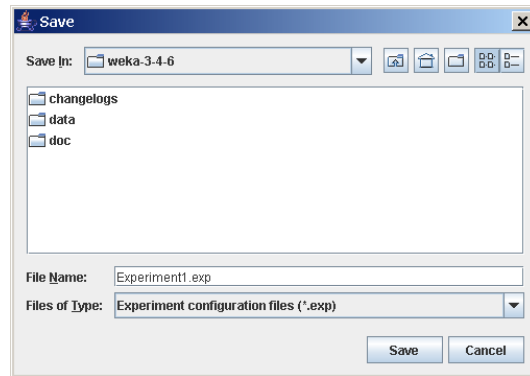 Save
Save In: weka-3-4-6
changelogs
data
doc
File Name: Experiment1.exp
Files of Type: Experiment configuration files (*.exp)
Save Cancel